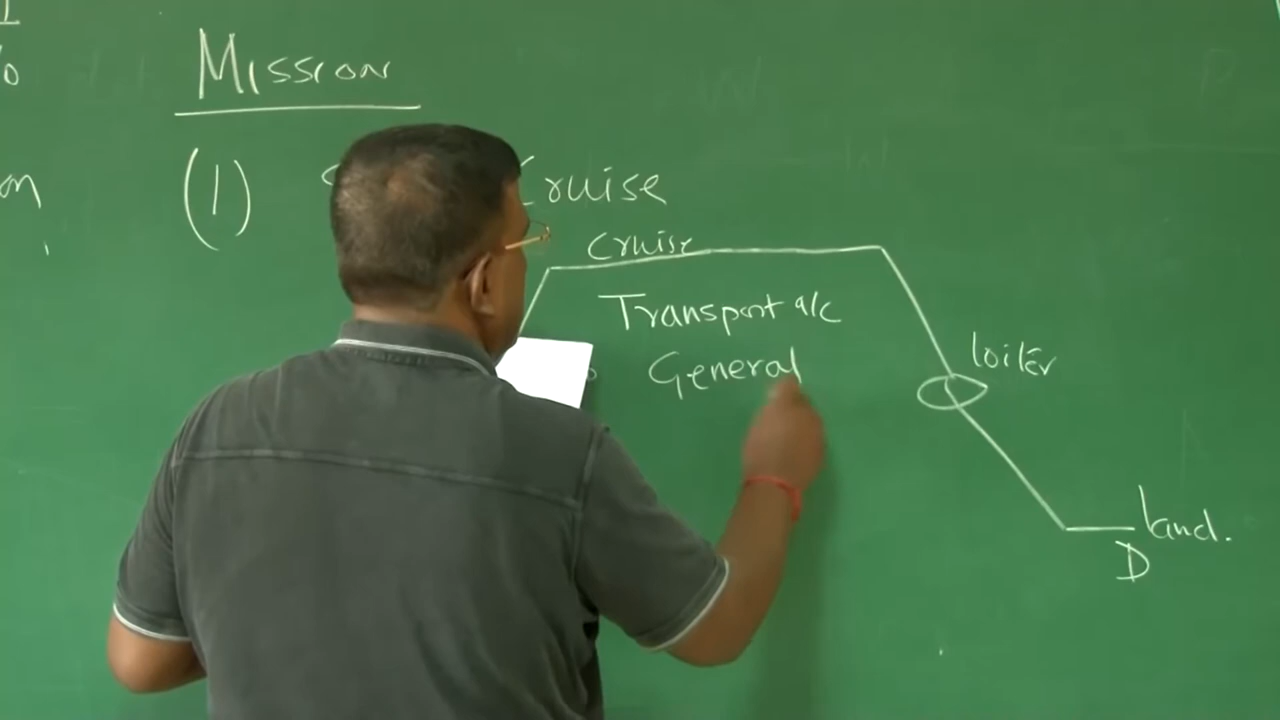 Mission
(1) Cruise
Cruise
Transport a/c
General
loiter
land.
D